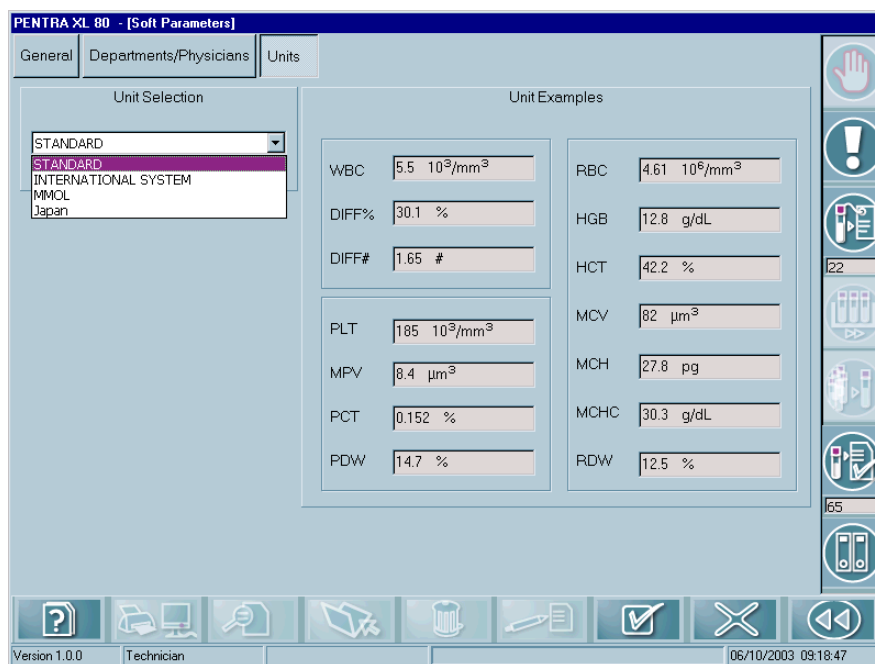 PENTRA XL 80 - [Soft Parameters]
General
Departments/Physicians
Units
Unit Selection
STANDARD
STANDARD
INTERNATIONAL SYSTEM
MMOL
Japan
Unit Examples
WBC 5.5 10³/mm³
DIFF% 30.1 %
DIFF# 1.65 #
PLT 185 10³/mm³
MPV 8.4 µm³
PCT 0.152 %
PDW 14.7 %
RBC 4.61 10⁶/mm³
HGB 12.8 g/dL
HCT 42.2 %
MCV 82 µm³
MCH 27.8 pg
MCHC 30.3 g/dL
RDW 12.5 %
22
65
Version 1.0.0
Technician
06/10/2003 09:18:47